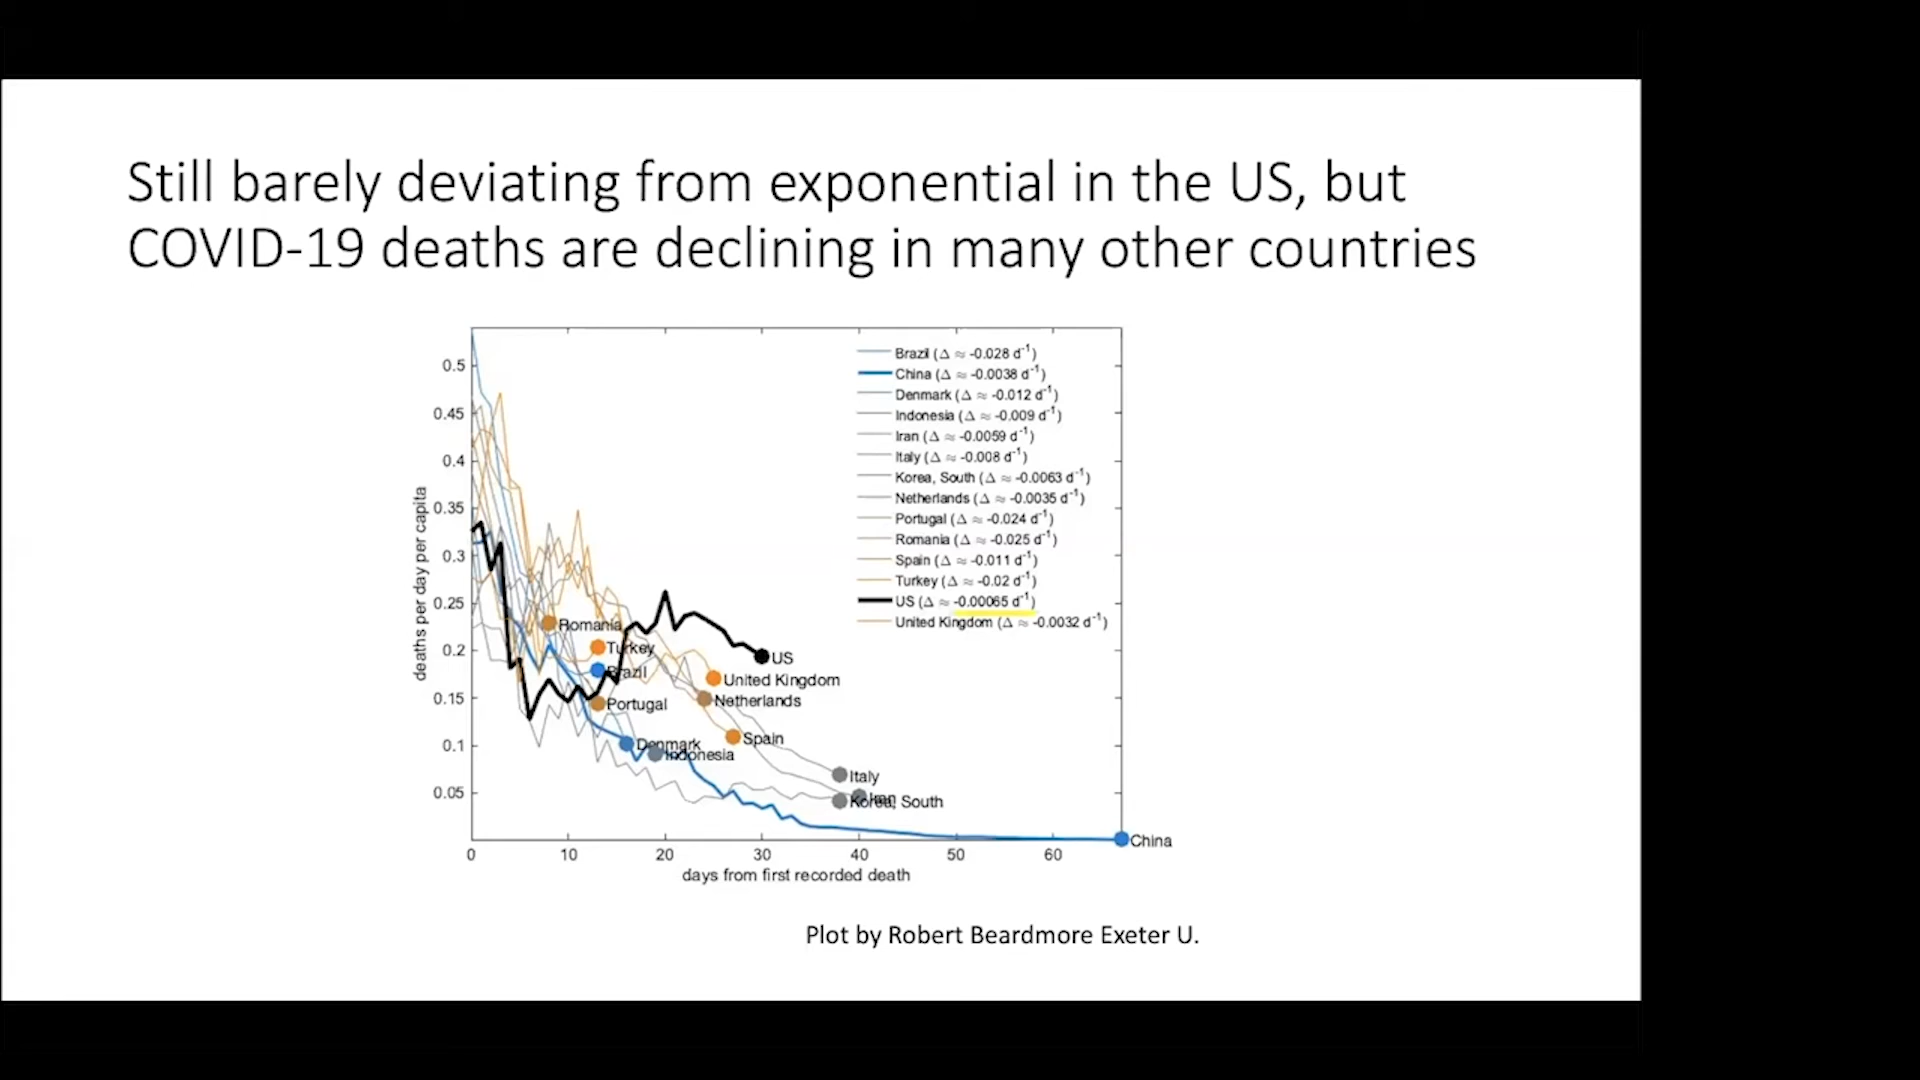 Still barely deviating from exponential in the US, but
COVID-19 deaths are declining in many other countries
0.5
0.45
0.4
0.35
0.3
0.25
0.2
0.15
0.1
0.05
deaths per day per capita
Brazil (Δ ≈ -0.028 d⁻¹)
China (Δ ≈ -0.0038 d⁻¹)
Denmark (Δ ≈ -0.012 d⁻¹)
Indonesia (Δ ≈ -0.009 d⁻¹)
Iran (Δ ≈ -0.0059 d⁻¹)
Italy (Δ ≈ -0.008 d⁻¹)
Korea, South (Δ ≈ -0.0063 d⁻¹)
Netherlands (Δ ≈ -0.0035 d⁻¹)
Portugal (Δ ≈ -0.024 d⁻¹)
Romania (Δ ≈ -0.025 d⁻¹)
Spain (Δ ≈ -0.011 d⁻¹)
Turkey (Δ ≈ -0.02 d⁻¹)
US (Δ ≈ -0.00065 d⁻¹)
United Kingdom (Δ ≈ -0.0032 d⁻¹)
Romania
Turkey
US
Brazil
United Kingdom
Netherlands
Portugal
Spain
Denmark
Indonesia
Italy
Iran
Korea, South
China
0 10 20 30 40 50 60
days from first recorded death
Plot by Robert Beardmore Exeter U.